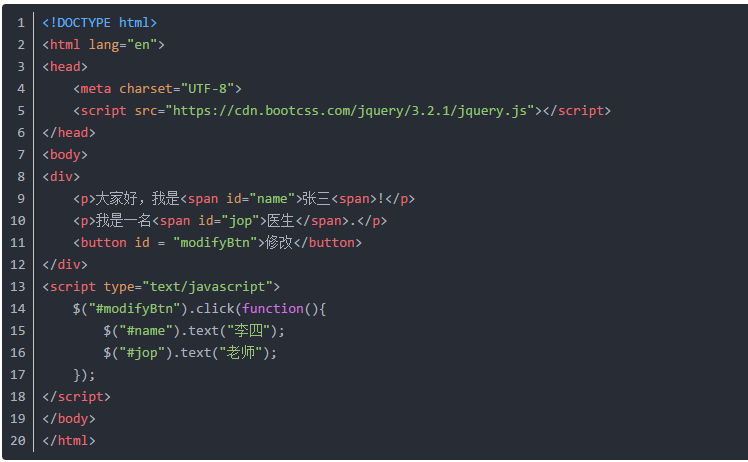 1 <!DOCTYPE html>
2 <html lang="en">
3 <head>
4     <meta charset="UTF-8">
5     <script src="https://cdn.bootcss.com/jquery/3.2.1/jquery.js"></script>
6 </head>
7 <body>
8 <div>
9     <p>大家好，我是<span id="name">张三<span>!</p>
10     <p>我是一名<span id="jop">医生</span>.</p>
11     <button id = "modifyBtn">修改</button>
12 </div>
13 <script type="text/javascript">
14     $("#modifyBtn").click(function(){
15         $("#name").text("李四");
16         $("#jop").text("老师");
17     });
18 </script>
19 </body>
20 </html>